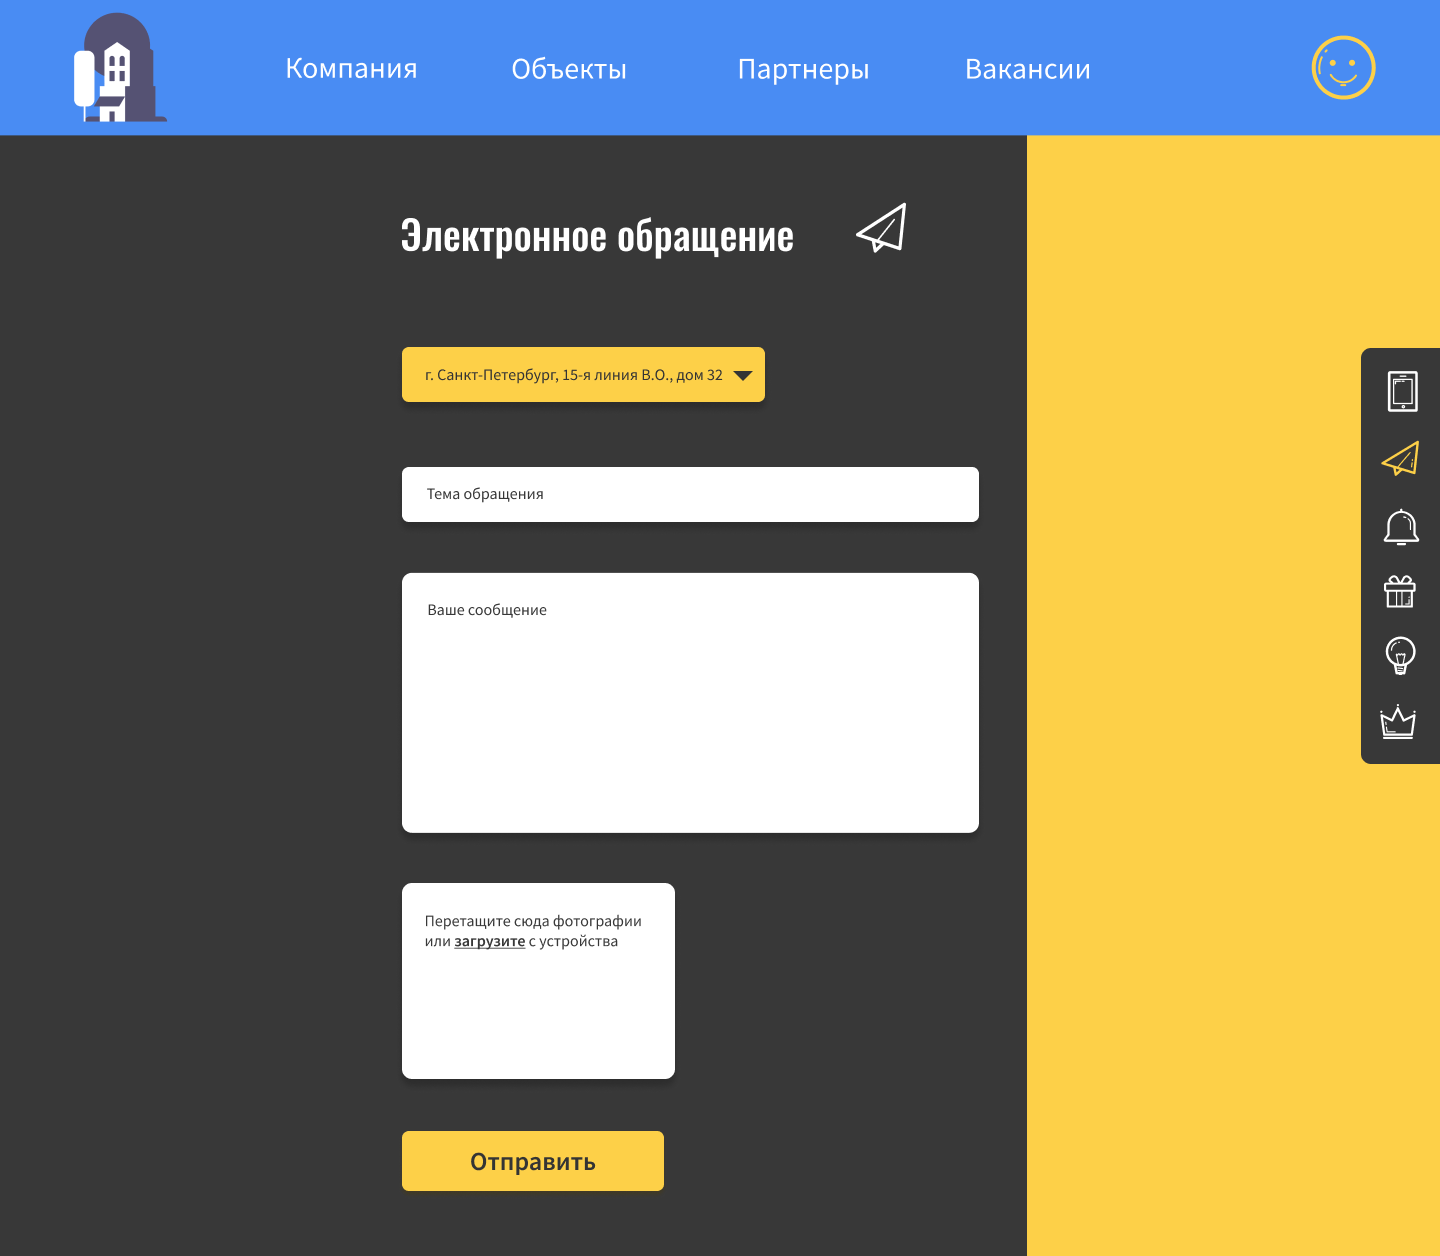 Компания
Объекты
Партнеры
Вакансии
Электронное обращение
г. Санкт-Петербург, 15-я линия В.О., дом 32
Тема обращения
Ваше сообщение
Перетащите сюда фотографии
или загрузите с устройства
Отправить